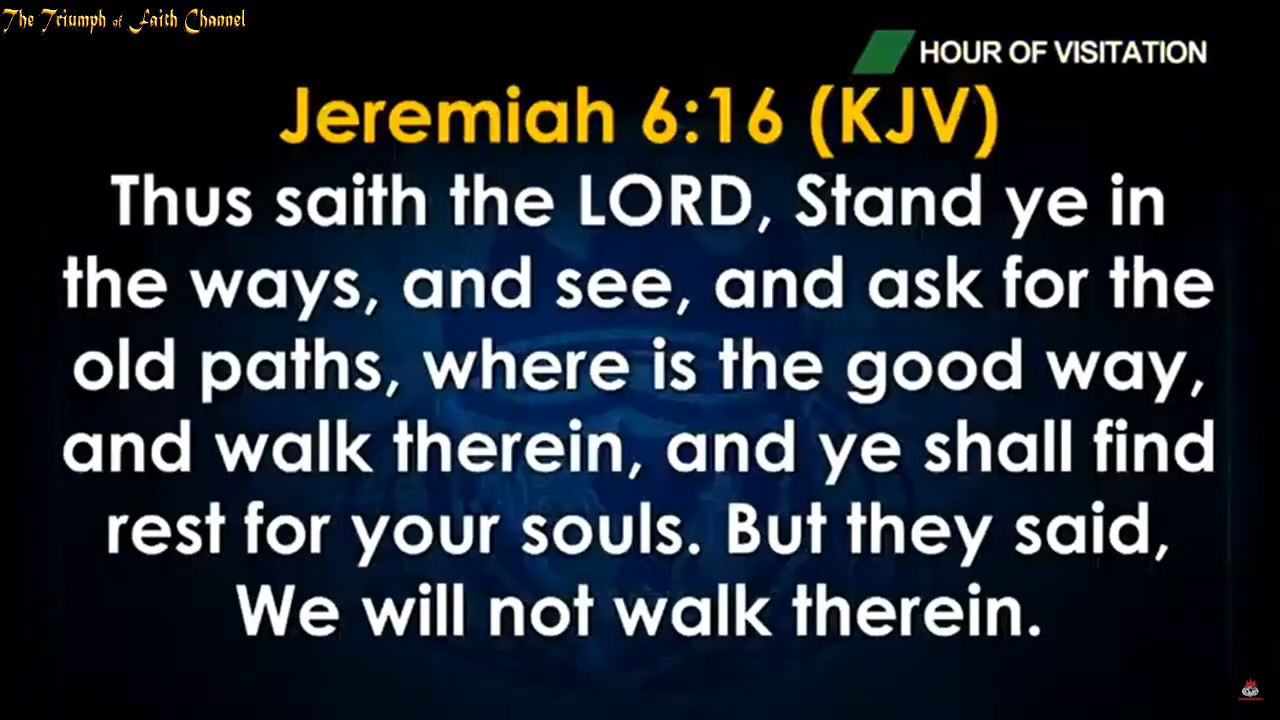 The Triumph of Faith Channel
HOUR OF VISITATION
Jeremiah 6:16 (KJV)
Thus saith the LORD, Stand ye in
the ways, and see, and ask for the
old paths, where is the good way,
and walk therein, and ye shall find
rest for your souls. But they said,
We will not walk therein.